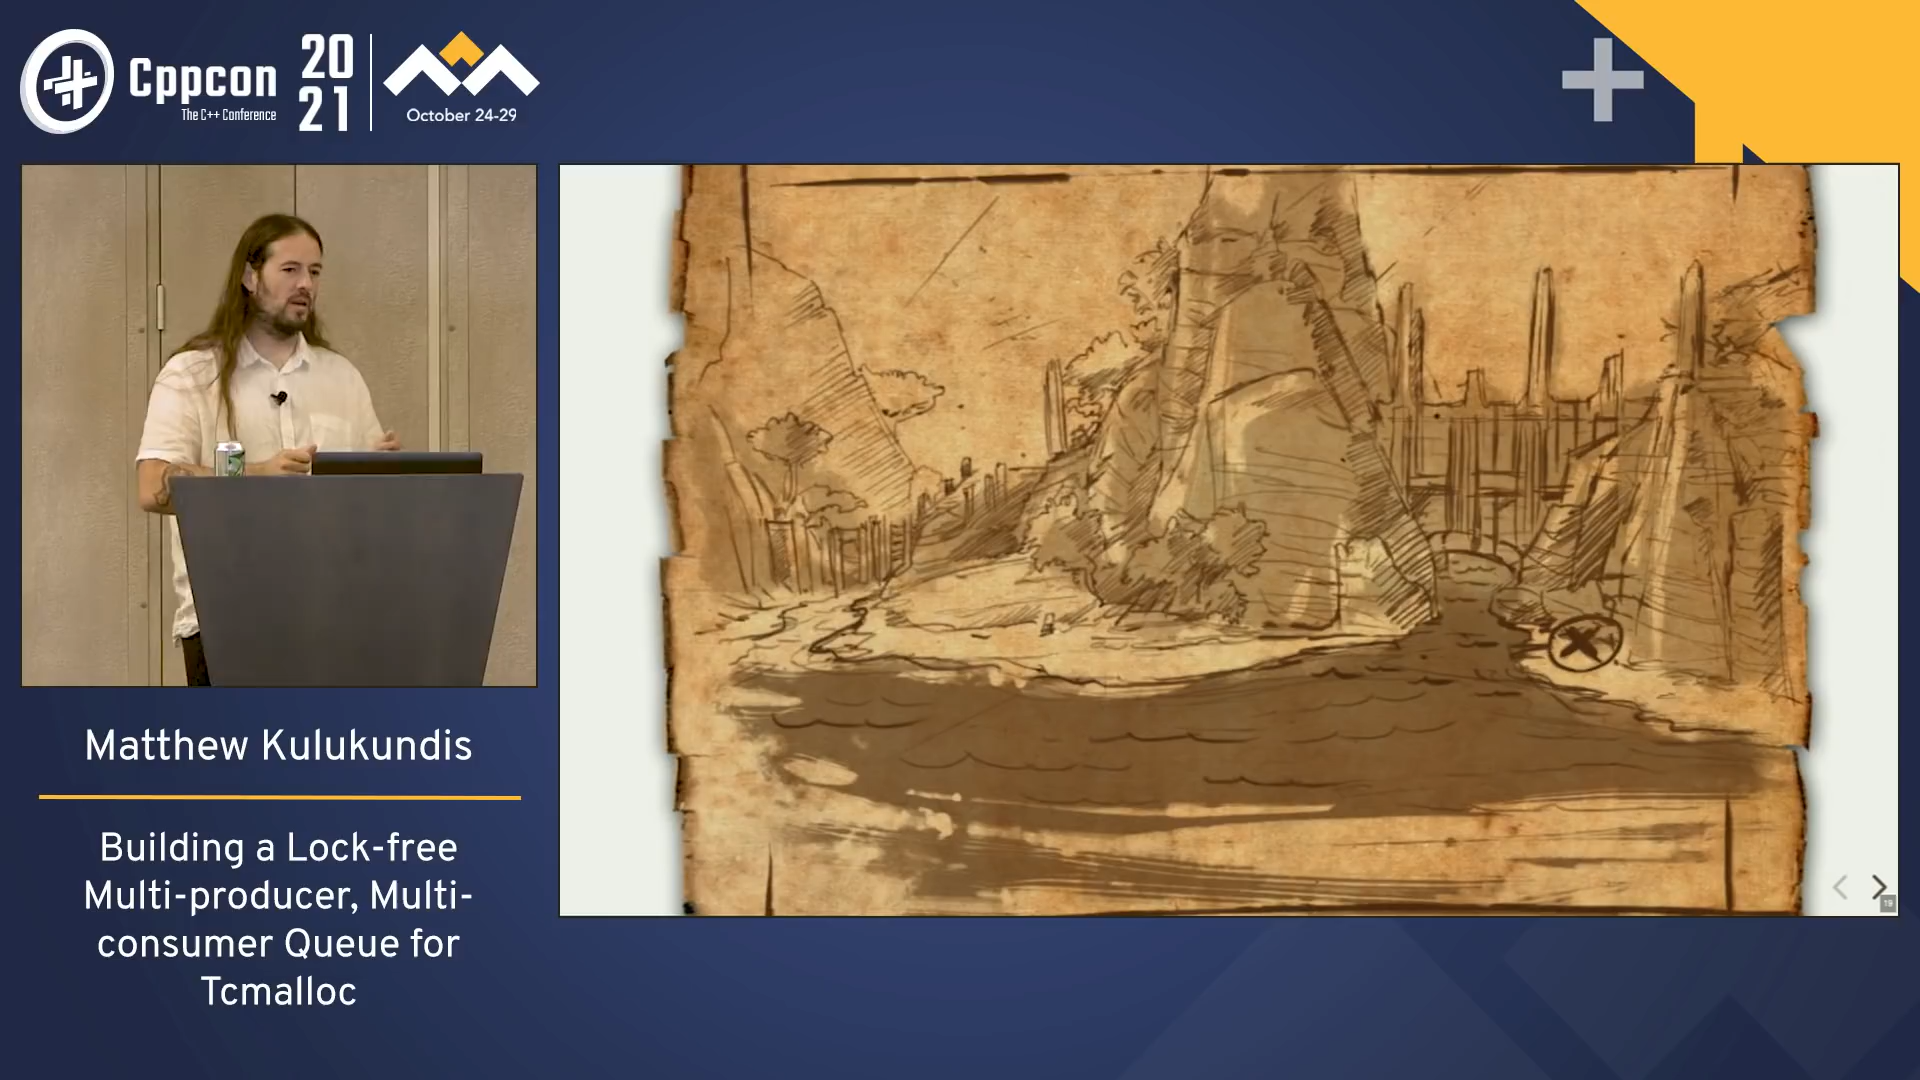 Cppcon
The C++ Conference
20
21
October 24-29
Matthew Kulukundis
Building a Lock-free
Multi-producer, Multi-
consumer Queue for
Tcmalloc
19